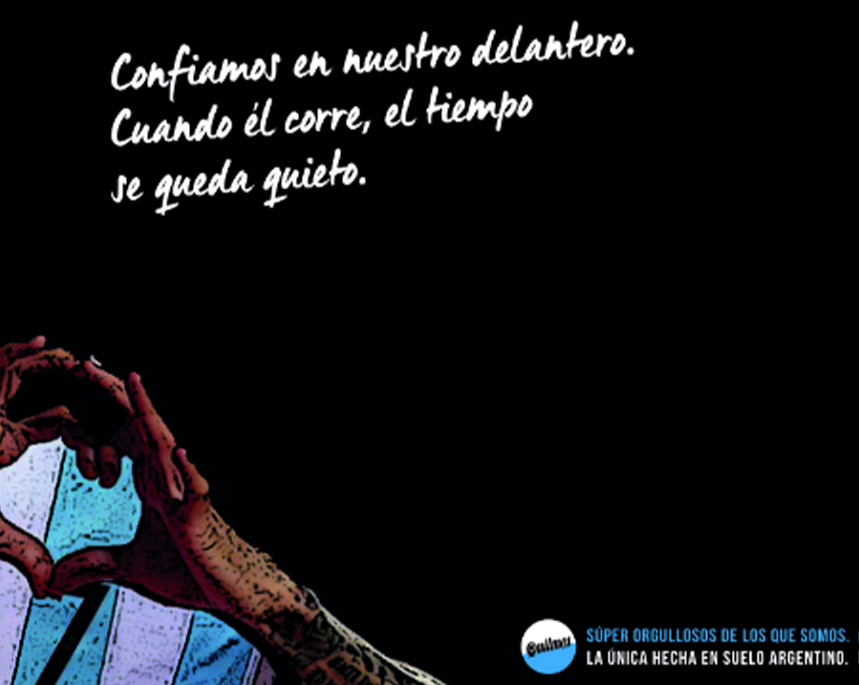 Confiamos en nuestro delantero.
Cuando él corre, el tiempo
se queda quieto.
SÚPER ORGULLOSOS DE LOS QUE SOMOS.
LA ÚNICA HECHA EN SUELO ARGENTINO.